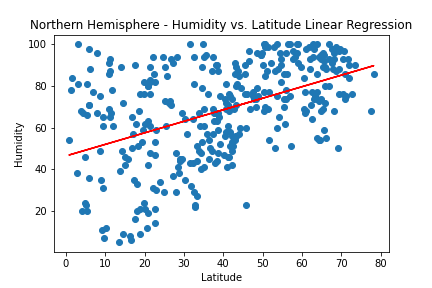 Northern Hemisphere - Humidity vs. Latitude Linear Regression
100
80
60
40
20
Humidity
0 10 20 30 40 50 60 70 80
Latitude